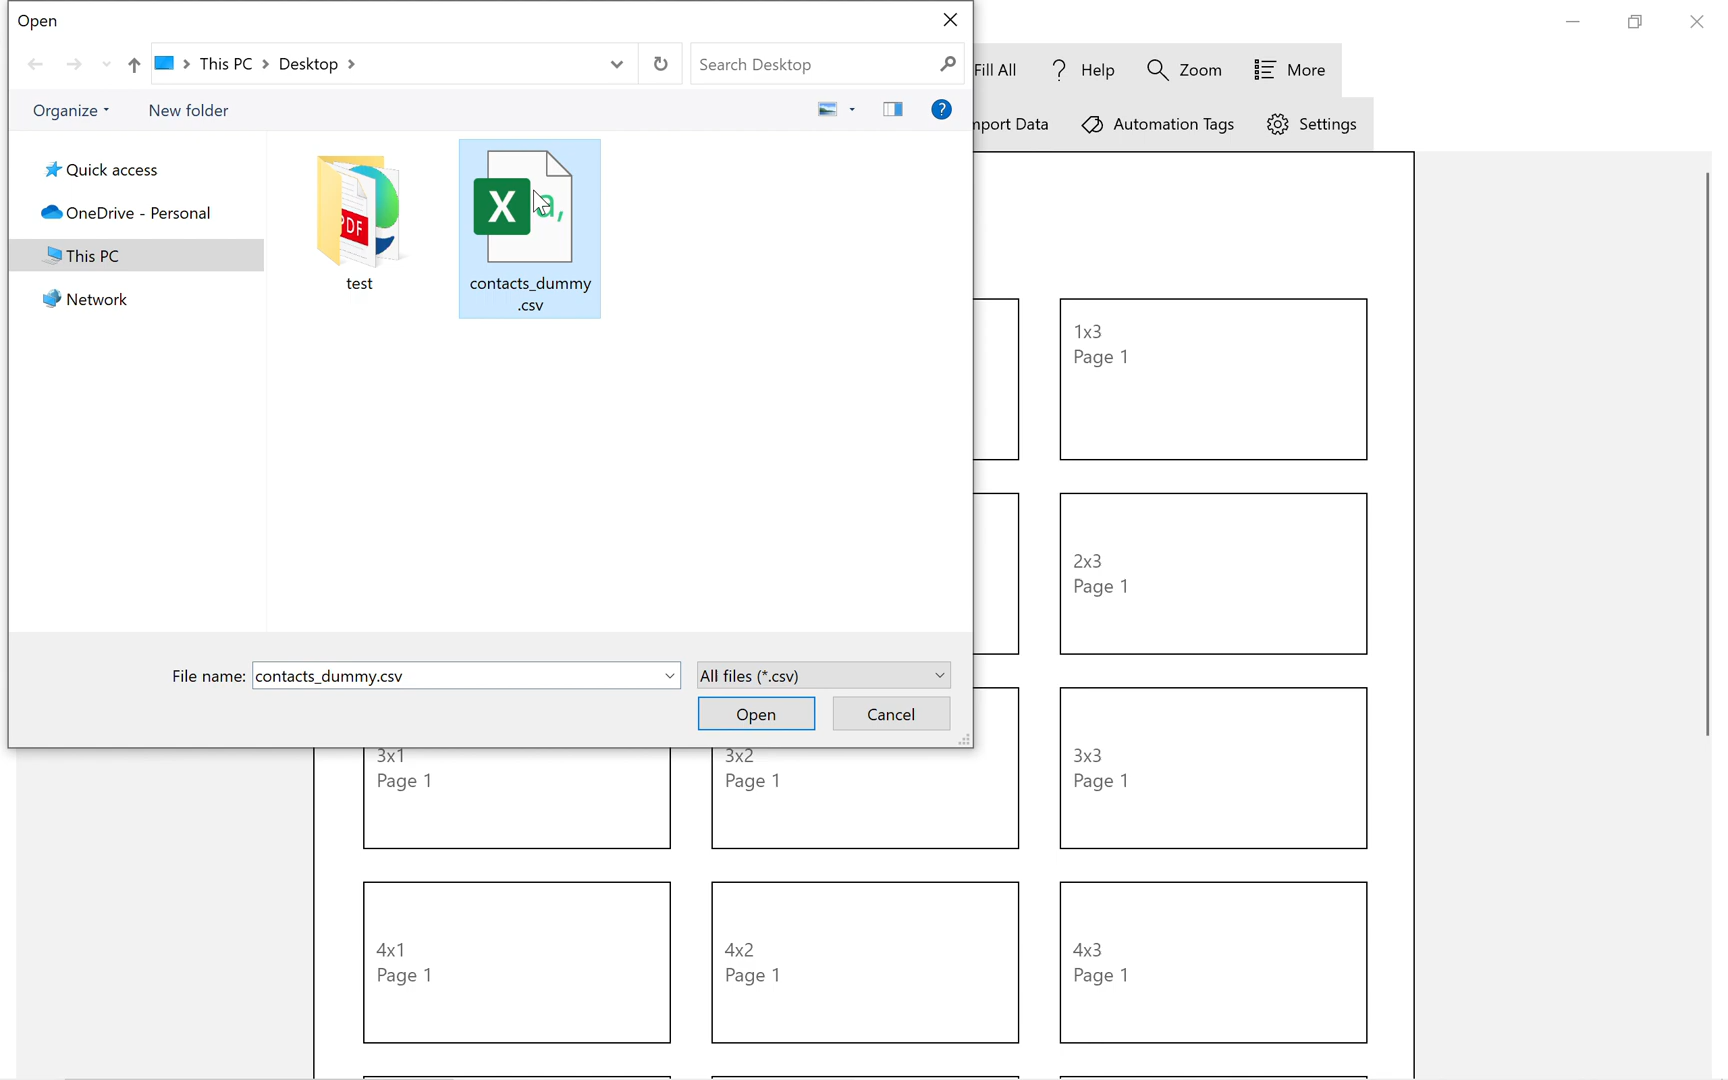 Open
This PC
Desktop
Search Desktop
Organize
New folder
?
Quick access
OneDrive - Personal
This PC
Network
PDF
test
X
a,
contacts_dummy
.csv
File name:
contacts_dummy.csv
All files (*.csv)
Open
Cancel
Fill All
? Help
Zoom
More
mport Data
Automation Tags
Settings
1x3
Page 1
2x3
Page 1
3x1
Page 1
3x2
Page 1
3x3
Page 1
4x1
Page 1
4x2
Page 1
4x3
Page 1